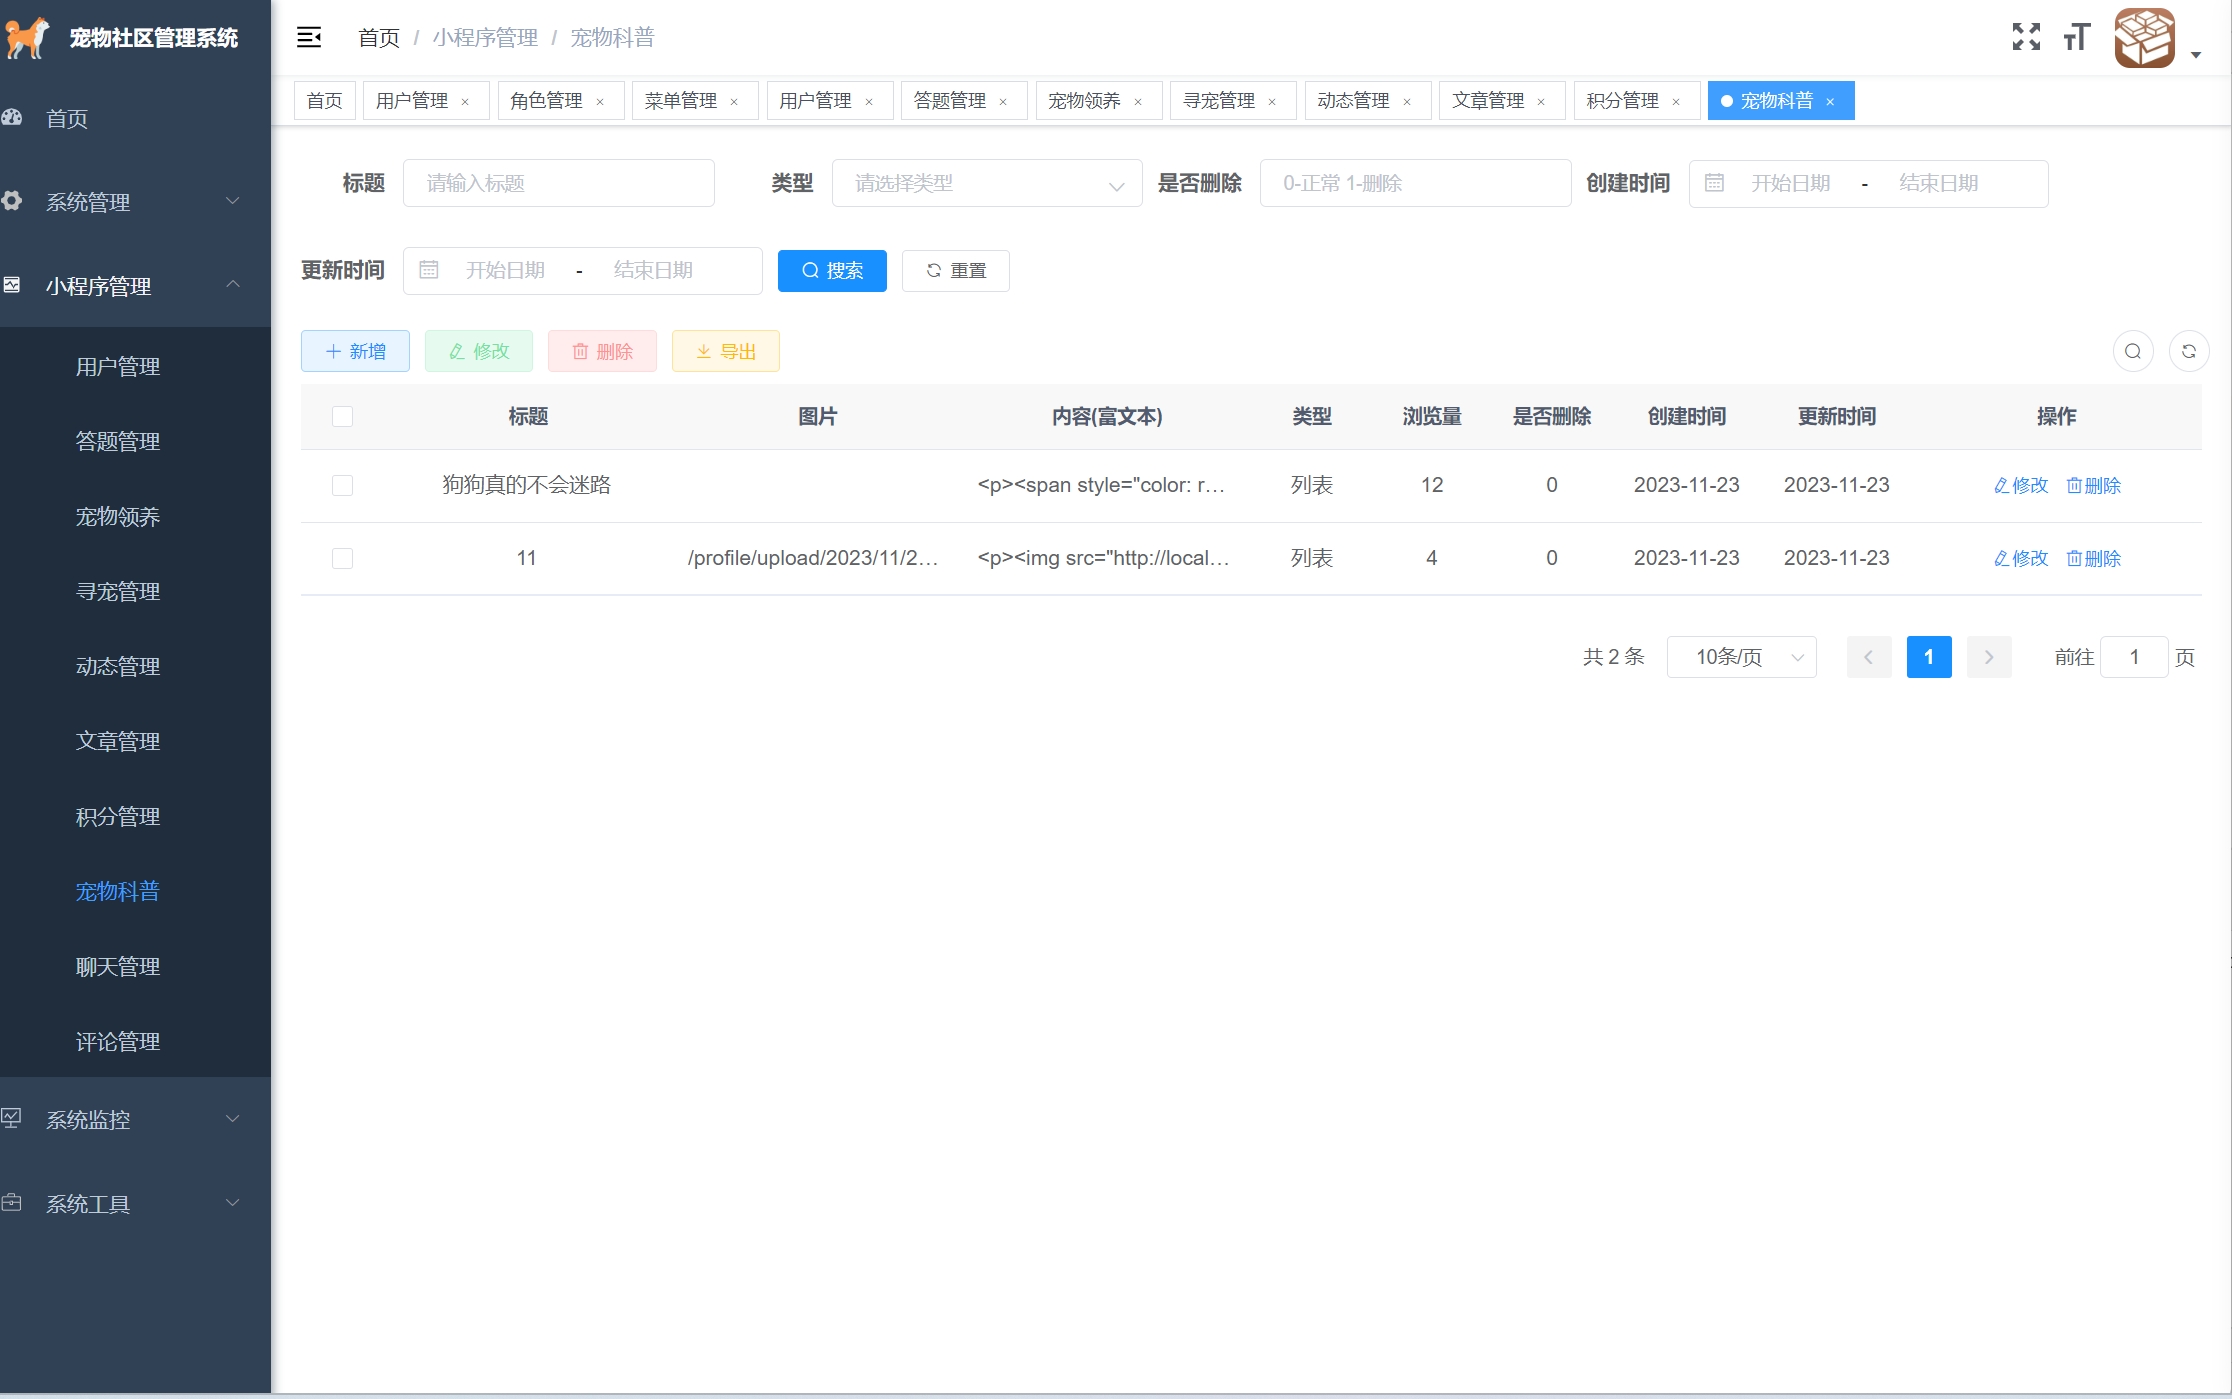 宠物社区管理系统
首页 / 小程序管理 / 宠物科普
首页 用户管理 × 角色管理 × 菜单管理 × 用户管理 × 答题管理 × 宠物领养 × 寻宠管理 × 动态管理 × 文章管理 × 积分管理 × 宠物科普 ×
首页
系统管理
小程序管理
用户管理
答题管理
宠物领养
寻宠管理
动态管理
文章管理
积分管理
宠物科普
聊天管理
评论管理
系统监控
系统工具
标题 请输入标题 类型 请选择类型 是否删除 0-正常 1-删除 创建时间 开始日期 - 结束日期
更新时间 开始日期 - 结束日期 搜索 重置
新增 修改 删除 导出
标题 图片 内容(富文本) 类型 浏览量 是否删除 创建时间 更新时间 操作
狗狗真的不会迷路 <p><span style="color: r... 列表 12 0 2023-11-23 2023-11-23 修改 删除
11 /profile/upload/2023/11/2... <p><img src="http://local... 列表 4 0 2023-11-23 2023-11-23 修改 删除
共 2 条 10条/页 1 前往 1 页